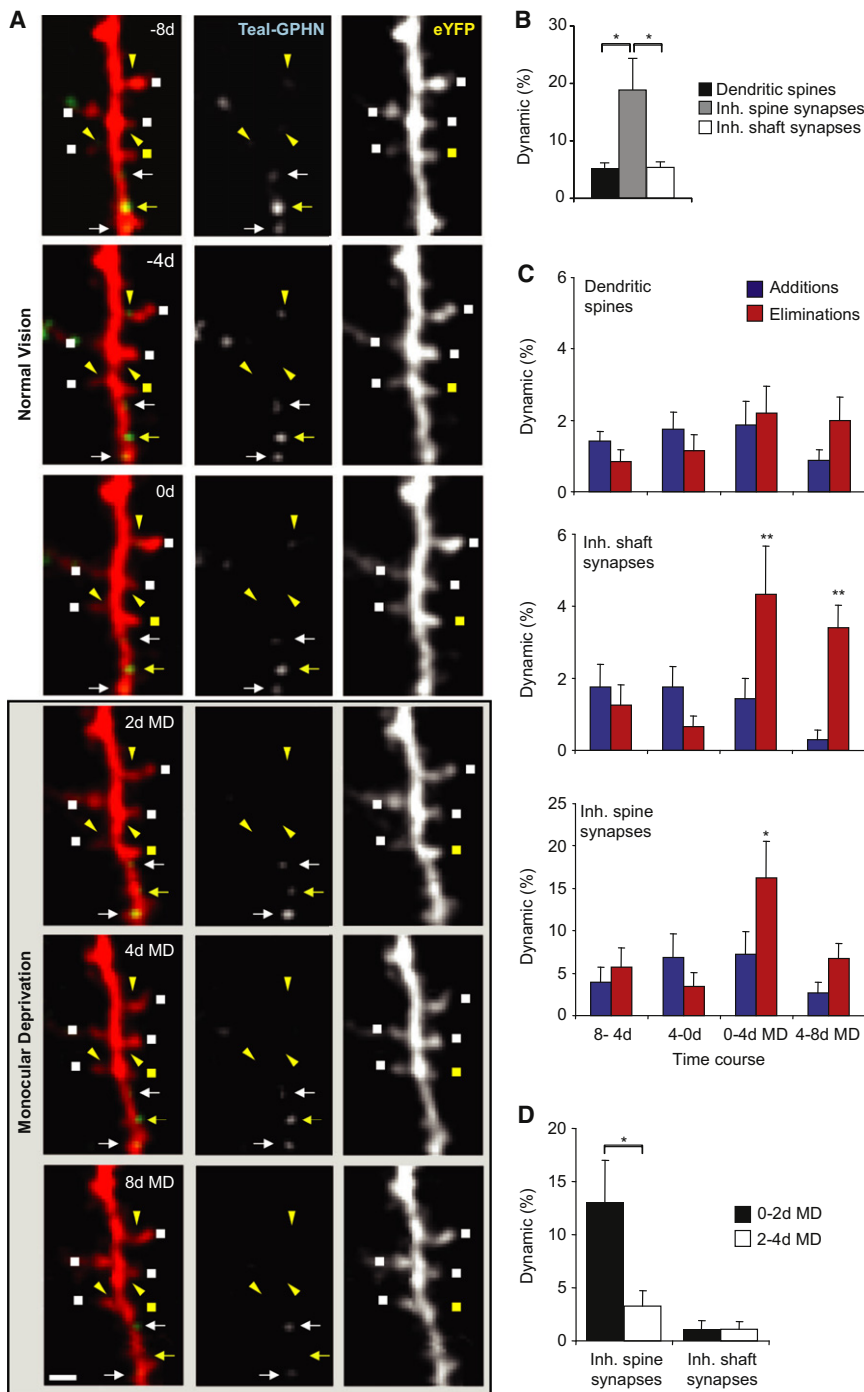 A
-8d
Teal-GPHN
eYFP
-4d
0d
Normal Vision
2d MD
4d MD
8d MD
Monocular Deprivation
B
Dynamic (%)
30
20
10
0
*
*
Dendritic spines
Inh. spine synapses
Inh. shaft synapses
C
Dendritic
spines
Additions
Eliminations
Dynamic (%)
6
4
2
0
Inh. shaft
synapses
Dynamic (%)
6
4
2
0
**
**
Inh. spine
synapses
Dynamic (%)
25
20
15
10
5
0
*
8- 4d
4-0d
0-4d MD
4-8d MD
Time course
D
Dynamic (%)
20
15
10
5
0
*
0-2d MD
2-4d MD
Inh. spine
synapses
Inh. shaft
synapses